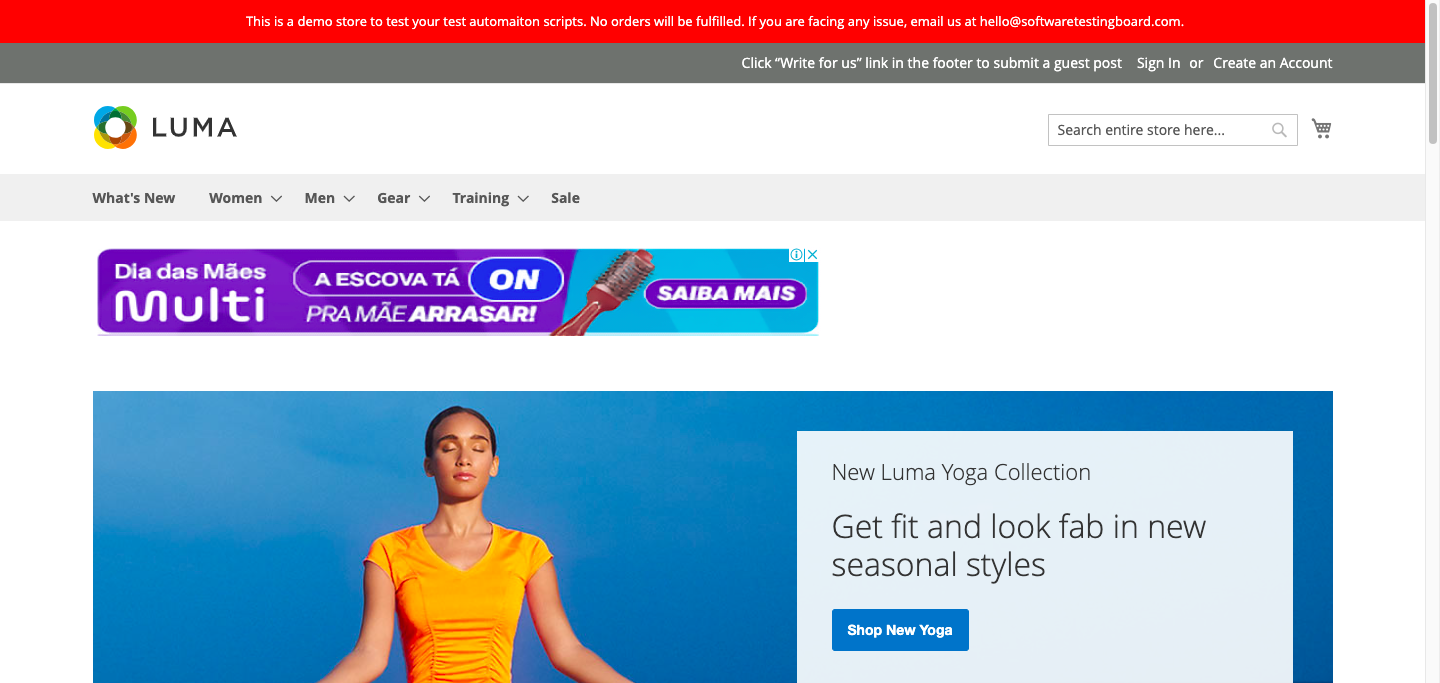 This is a demo store to test your test automaiton scripts. No orders will be fulfilled. If you are facing any issue, email us at hello@softwaretestingboard.com.
Click “Write for us” link in the footer to submit a guest post Sign In or Create an Account
LUMA
Search entire store here...
What's New Women Men Gear Training Sale
Dia das Mães
Multi
A ESCOVA TÁ ON
PRA MÃE ARRASAR!
SAIBA MAIS
New Luma Yoga Collection
Get fit and look fab in new
seasonal styles
Shop New Yoga